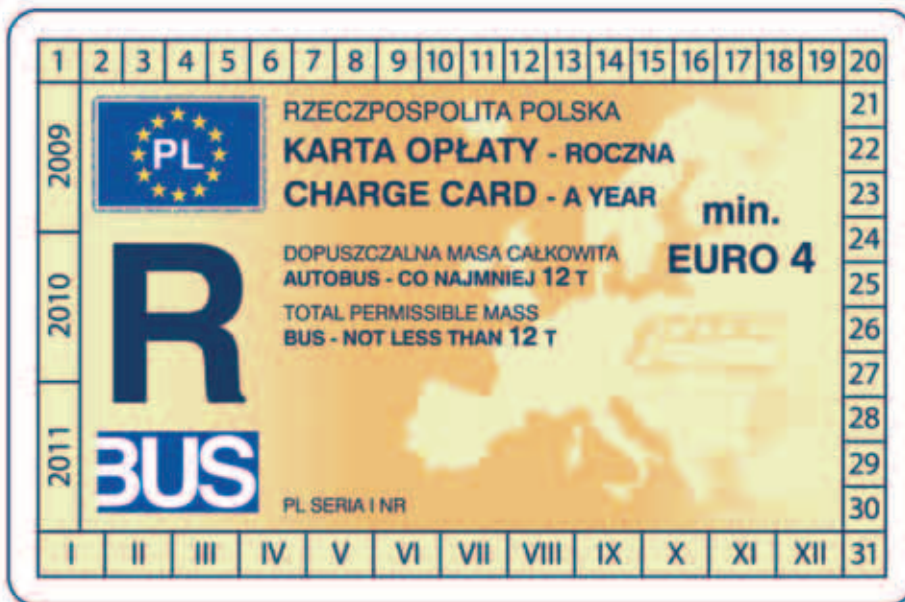 1 2 3 4 5 6 7 8 9 10 11 12 13 14 15 16 17 18 19 20
21
22
23
24
25
26
27
28
29
30
31
2009
2010
2011
PL
RZECZPOSPOLITA POLSKA
KARTA OPŁATY - ROCZNA
CHARGE CARD - A YEAR
min.
EURO 4
R
DOPUSZCZALNA MASA CAŁKOWITA
AUTOBUS - CO NAJMNIEJ 12 T
TOTAL PERMISSIBLE MASS
BUS - NOT LESS THAN 12 T
BUS
PL SERIA I NR
I II III IV V VI VII VIII IX X XI XII